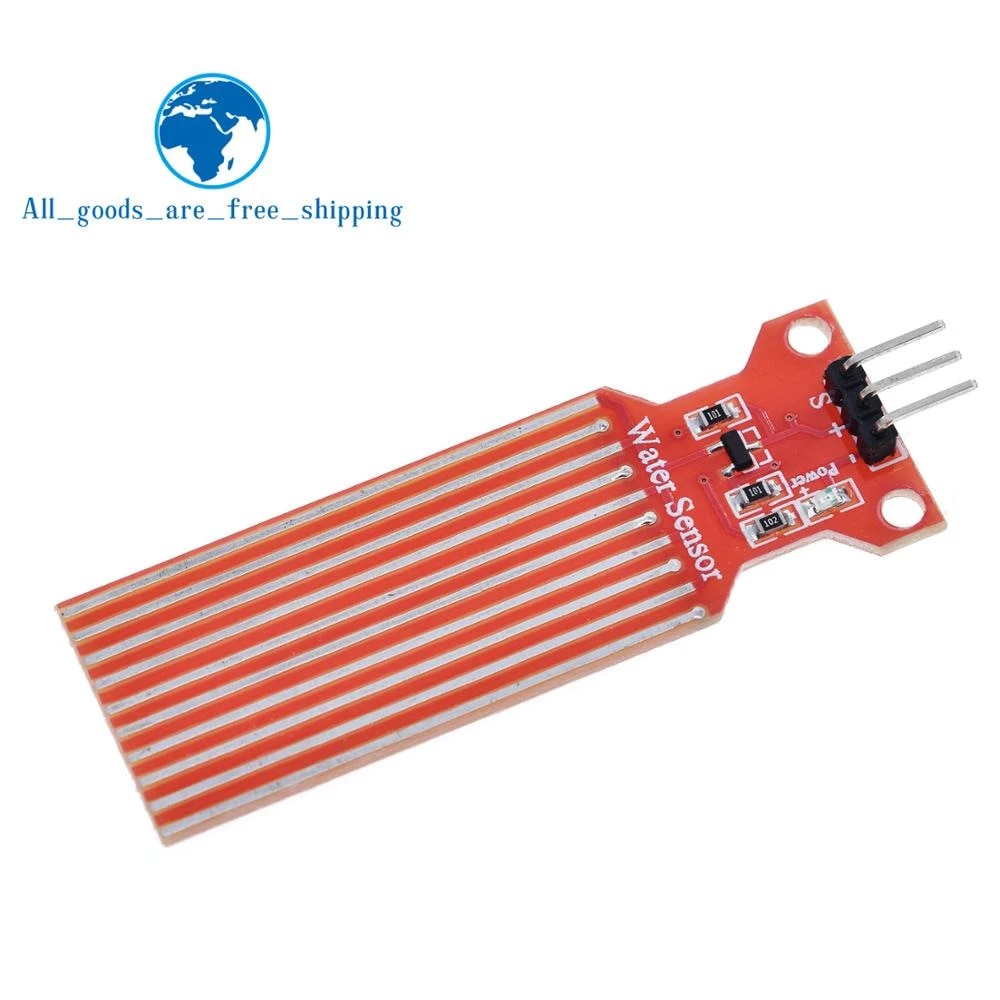 All_goods_are_free_shipping
S
+
-
101
Water Sensor
Power
+
101
102